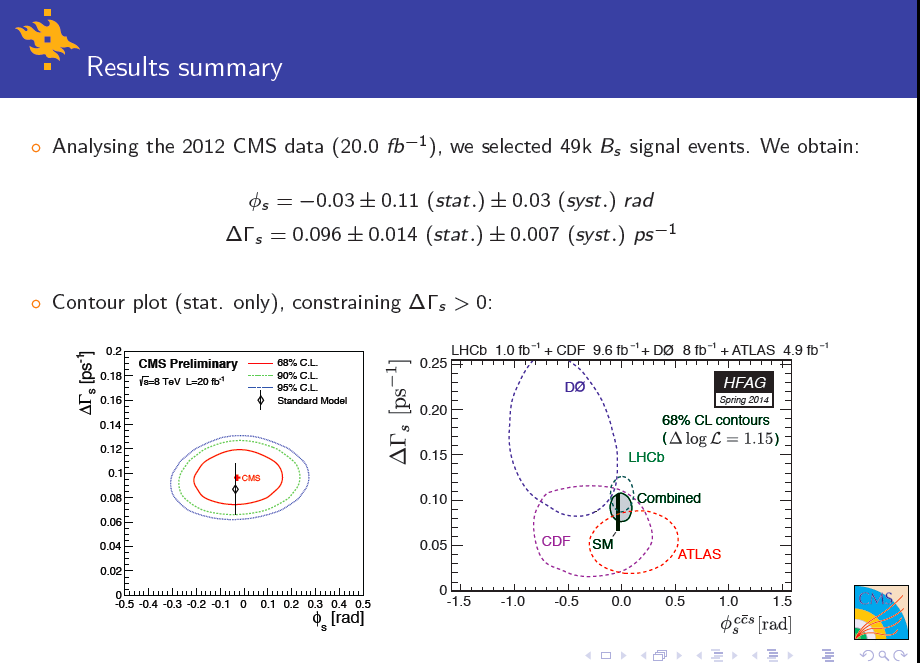 Results summary
Analysing the 2012 CMS data (20.0 fb⁻¹), we selected 49k Bₛ signal events. We obtain:
ϕₛ = −0.03 ± 0.11 (stat.) ± 0.03 (syst.) rad
ΔΓₛ = 0.096 ± 0.014 (stat.) ± 0.007 (syst.) ps⁻¹
Contour plot (stat. only), constraining ΔΓₛ > 0:
ΔΓₛ [ps⁻¹]
0.2
0.18
0.16
0.14
0.12
0.1
0.08
0.06
0.04
0.02
0
CMS Preliminary
√s=8 TeV L=20 fb⁻¹
68% C.L.
90% C.L.
95% C.L.
Standard Model
CMS
-0.5 -0.4 -0.3 -0.2 -0.1 0 0.1 0.2 0.3 0.4 0.5
ϕₛ [rad]
LHCb 1.0 fb⁻¹ + CDF 9.6 fb⁻¹ + DØ 8 fb⁻¹ + ATLAS 4.9 fb⁻¹
ΔΓₛ [ps⁻¹]
0.25
0.20
0.15
0.10
0.05
0
DØ
HFAG
Spring 2014
68% CL contours
(Δ log ℒ = 1.15)
LHCb
Combined
CDF
SM
ATLAS
-1.5 -1.0 -0.5 0.0 0.5 1.0 1.5
ϕₛᶜᶜ̄ˢ [rad]
CMS